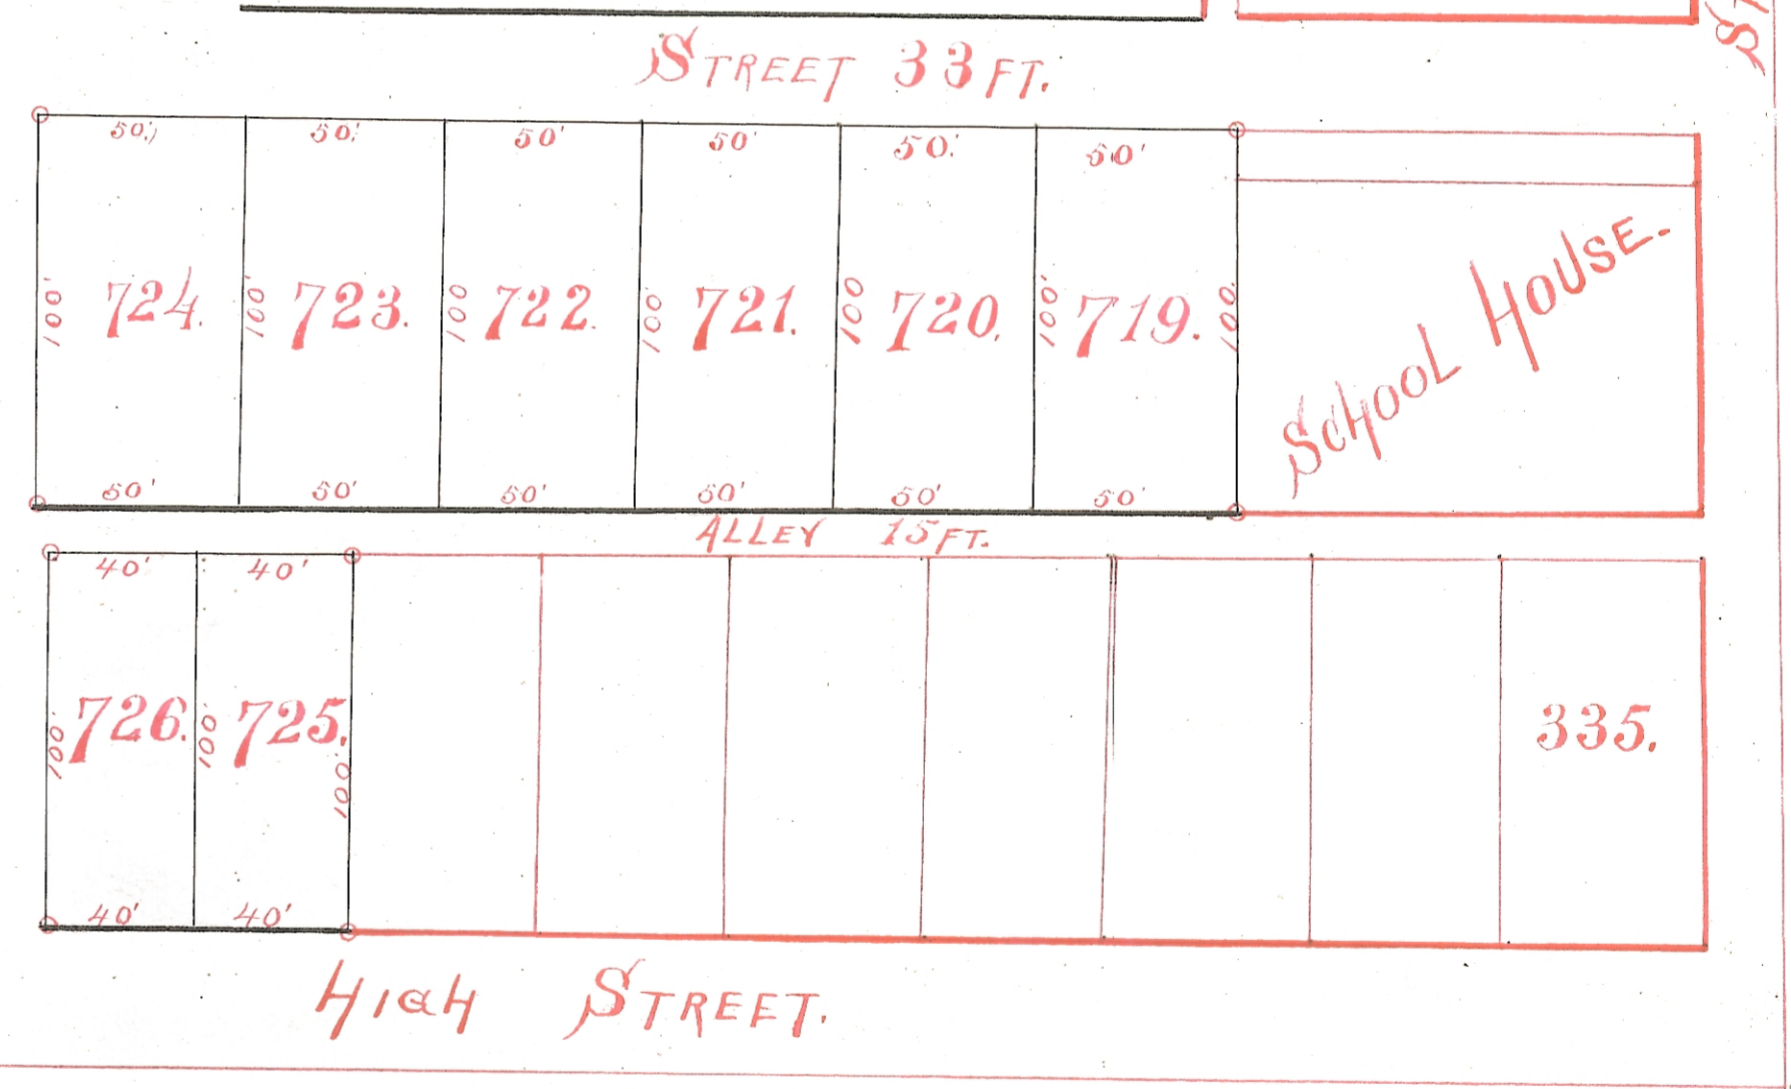 STREET 33 FT.
ST
50.' 50.' 50' 50' 50.' 50'
100' 724. 100' 723. 100 722. 100' 721. 100 720. 100' 719. 100.
SCHOOL HOUSE.
50' 50' 50' 50' 50' 50'
ALLEY 15 FT.
40' 40'
100' 726. 100' 725. 100' 335.
40' 40'
HIGH STREET.